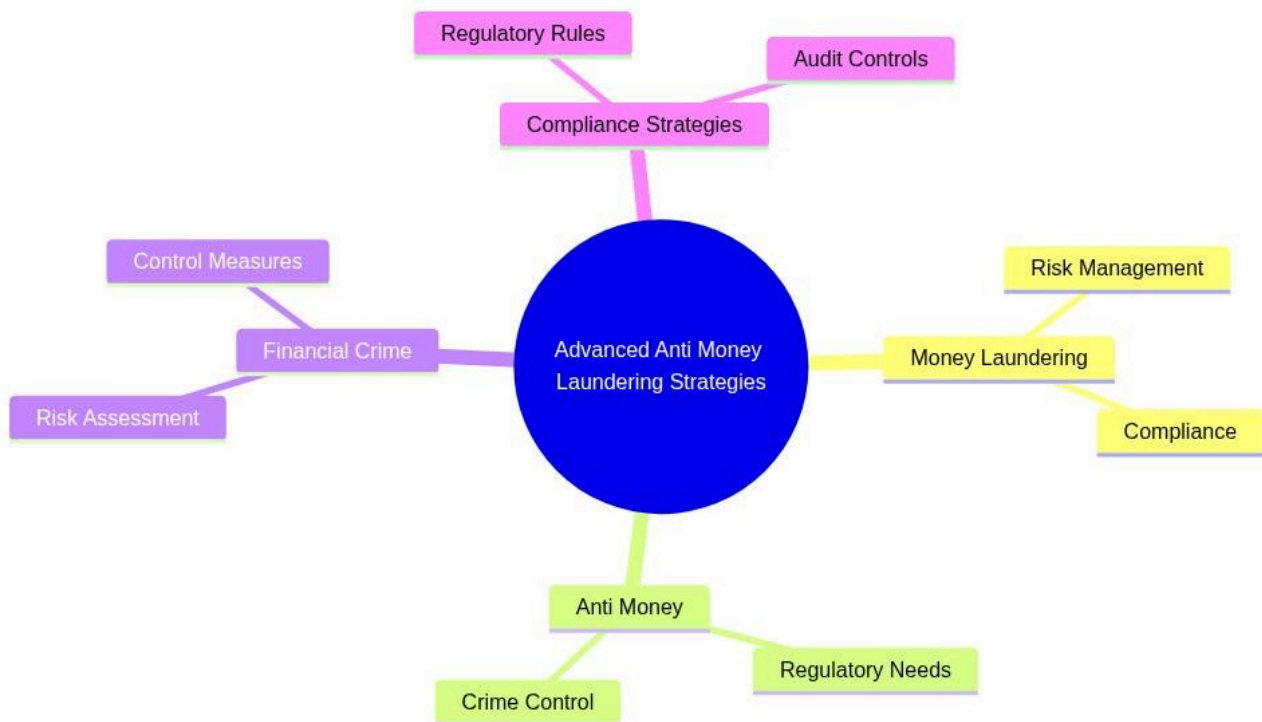 Regulatory Rules
Audit Controls
Compliance Strategies
Control Measures
Risk Management
Financial Crime
Advanced Anti Money
Laundering Strategies
Money Laundering
Risk Assessment
Compliance
Anti Money
Regulatory Needs
Crime Control